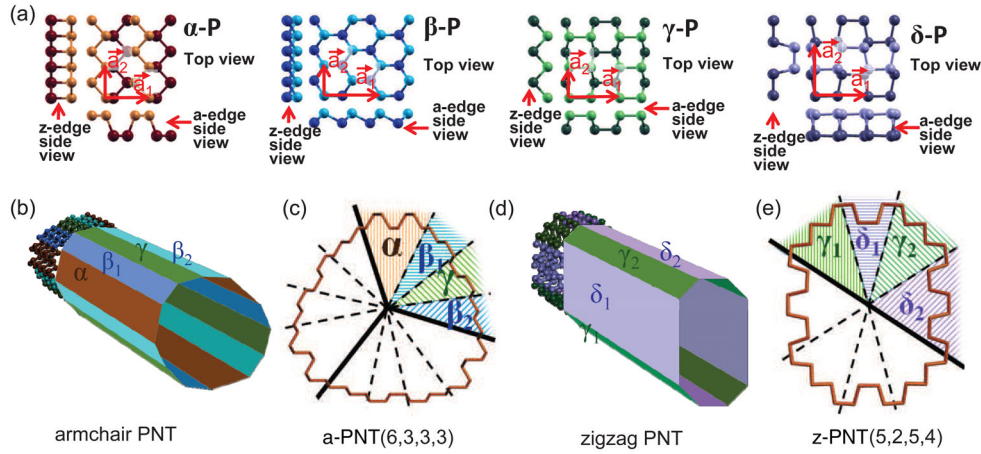 (a)
α-P
Top view
a₂
a₁
z-edge
side
view
a-edge
side
view
β-P
Top view
a₂
a₁
z-edge
side
view
a-edge
side
view
γ-P
Top view
a₂
a₁
z-edge
side
view
a-edge
side
view
δ-P
Top view
a₂
a₁
z-edge
side
view
a-edge
side
view
(b)
α
β₁
γ
β₂
armchair PNT
(c)
α
β₁
γ
β₂
a-PNT(6,3,3,3)
(d)
γ₂
δ₂
δ₁
γ₁
zigzag PNT
(e)
γ₁
δ₁
γ₂
δ₂
z-PNT(5,2,5,4)